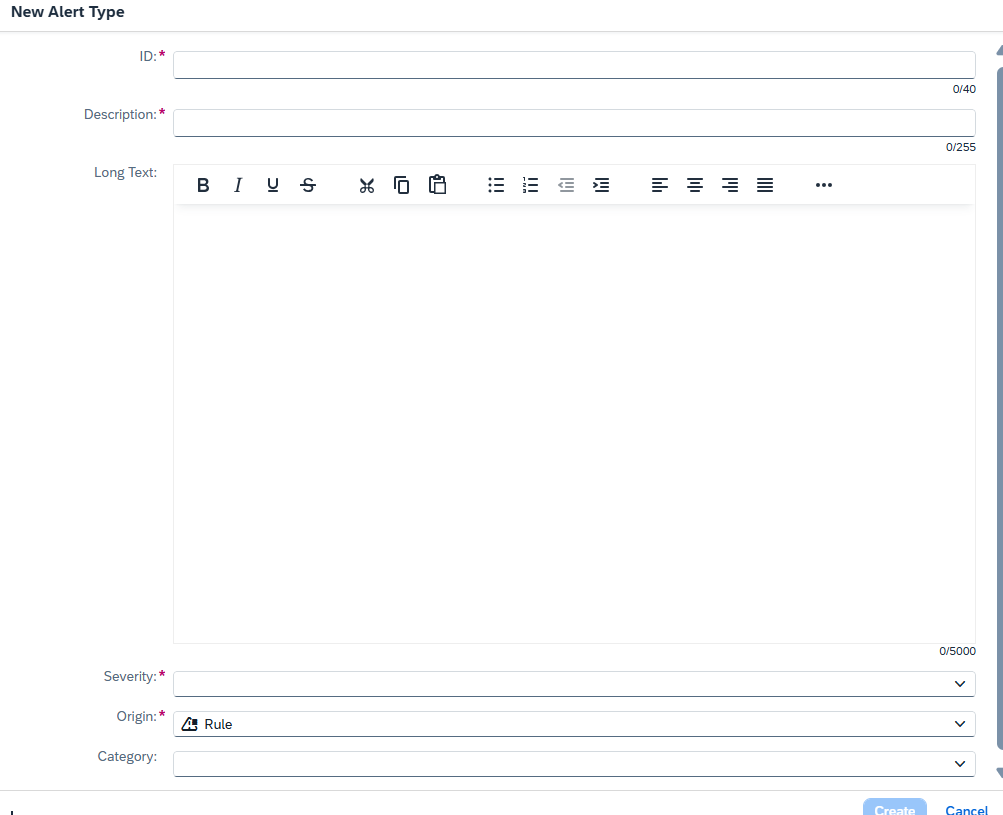 New Alert Type
ID:*
0/40
Description:*
0/255
Long Text:
B I U S
0/5000
Severity:*
Origin:* Rule
Category:
Create Cancel